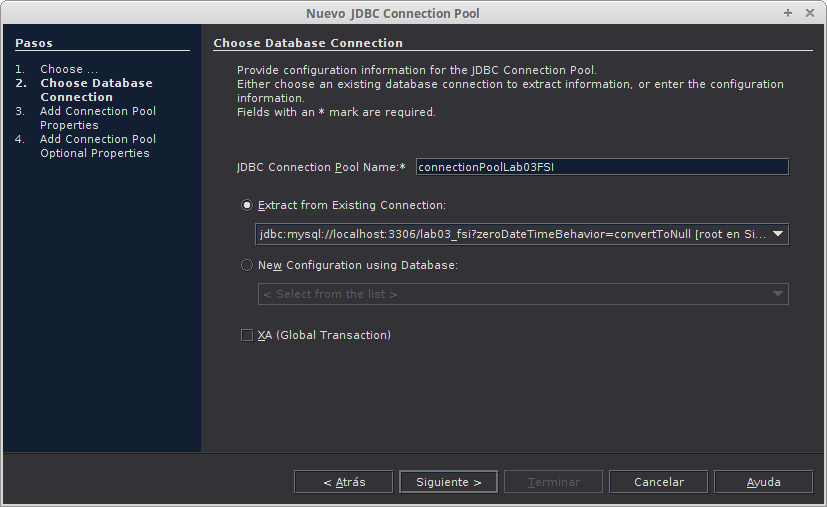 Nuevo JDBC Connection Pool
Pasos
1. Choose ...
2. Choose Database
Connection
3. Add Connection Pool
Properties
4. Add Connection Pool
Optional Properties
Choose Database Connection
Provide configuration information for the JDBC Connection Pool.
Either choose an existing database connection to extract information, or enter the configuration
information.
Fields with an * mark are required.
JDBC Connection Pool Name:* connectionPoolLab03FSI
Extract from Existing Connection:
jdbc:mysql://localhost:3306/lab03_fsi?zeroDateTimeBehavior=convertToNull [root en Si...
New Configuration using Database:
< Select from the list >
XA (Global Transaction)
< Atrás Siguiente > Terminar Cancelar Ayuda